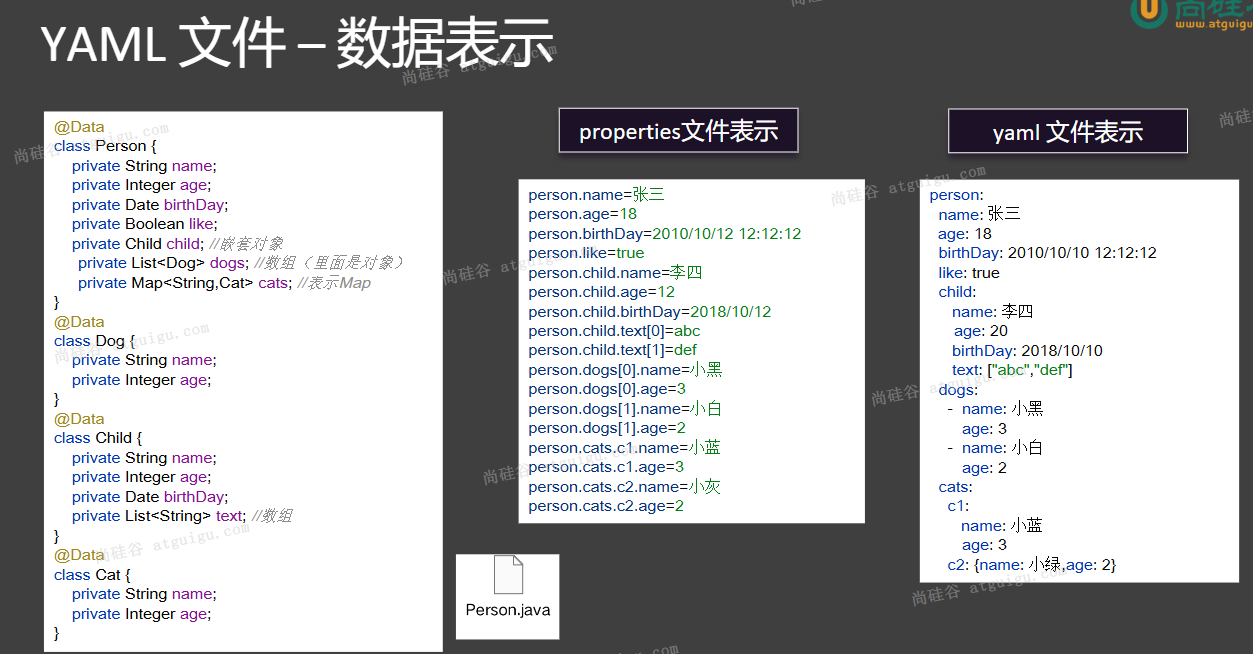 YAML 文件 – 数据表示
尚硅谷
www.atguigu
@Data
class Person {
private String name;
private Integer age;
private Date birthDay;
private Boolean like;
private Child child; //嵌套对象
private List<Dog> dogs; //数组（里面是对象）
private Map<String,Cat> cats; //表示Map
}
@Data
class Dog {
private String name;
private Integer age;
}
@Data
class Child {
private String name;
private Integer age;
private Date birthDay;
private List<String> text; //数组
}
@Data
class Cat {
private String name;
private Integer age;
}
properties文件表示
person.name=张三
person.age=18
person.birthDay=2010/10/12 12:12:12
person.like=true
person.child.name=李四
person.child.age=12
person.child.birthDay=2018/10/12
person.child.text[0]=abc
person.child.text[1]=def
person.dogs[0].name=小黑
person.dogs[0].age=3
person.dogs[1].name=小白
person.dogs[1].age=2
person.cats.c1.name=小蓝
person.cats.c1.age=3
person.cats.c2.name=小灰
person.cats.c2.age=2
Person.java
yaml 文件表示
person:
name: 张三
age: 18
birthDay: 2010/10/10 12:12:12
like: true
child:
name: 李四
age: 20
birthDay: 2018/10/10
text: ["abc","def"]
dogs:
- name: 小黑
age: 3
- name: 小白
age: 2
cats:
c1:
name: 小蓝
age: 3
c2: {name: 小绿,age: 2}
尚硅谷 atguigu.com